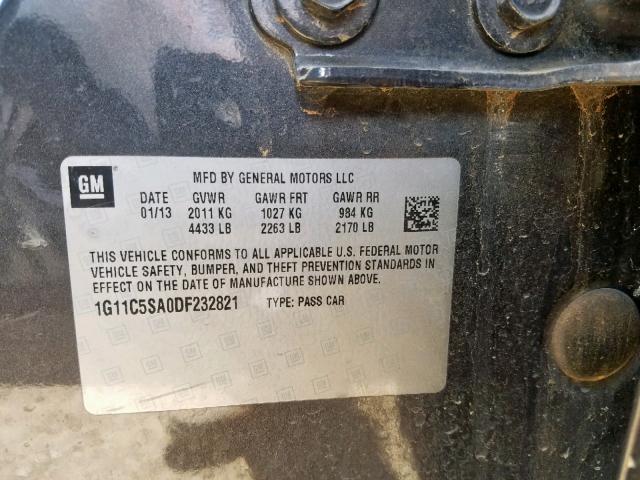 GM
MFD BY GENERAL MOTORS LLC
DATE GVWR GAWR FRT GAWR RR
01/13 2011 KG 1027 KG 984 KG
4433 LB 2263 LB 2170 LB
THIS VEHICLE CONFORMS TO ALL APPLICABLE U.S. FEDERAL MOTOR
VEHICLE SAFETY, BUMPER, AND THEFT PREVENTION STANDARDS IN
EFFECT ON THE DATE OF MANUFACTURE SHOWN ABOVE.
1G11C5SA0DF232821 TYPE: PASS CAR